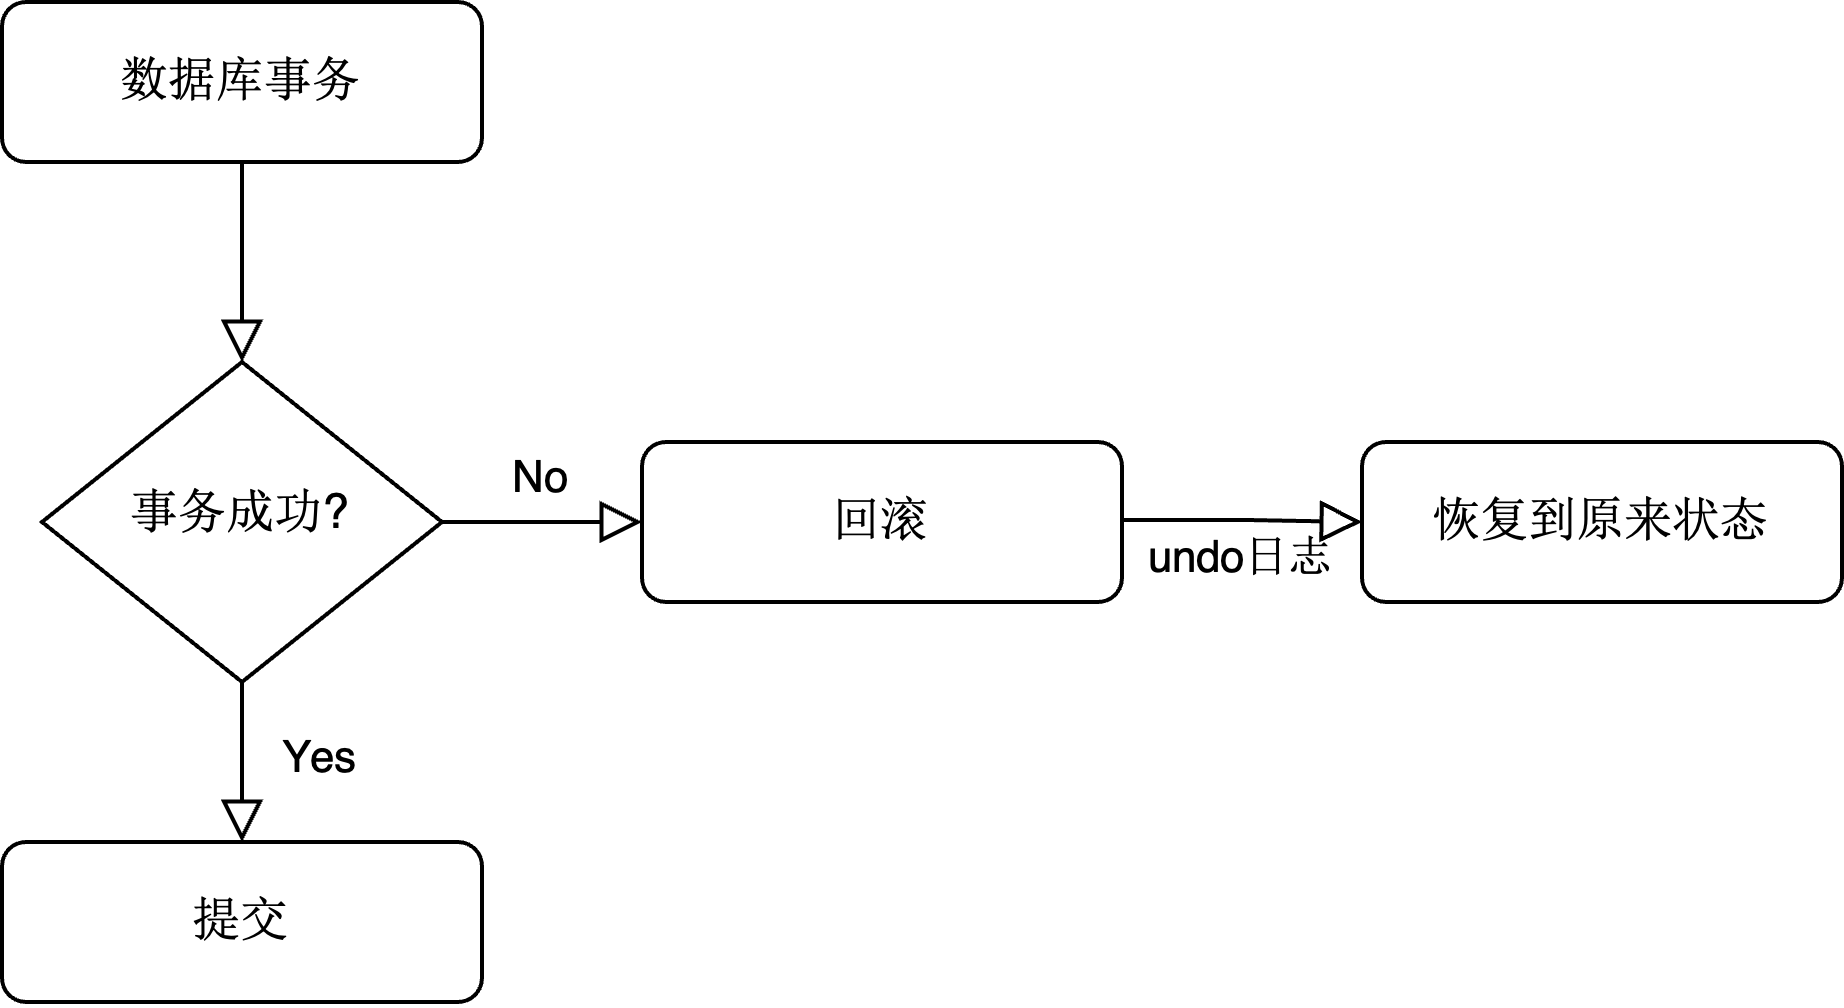 数据库事务
事务成功?
No
回滚
undo日志
恢复到原来状态
Yes
提交